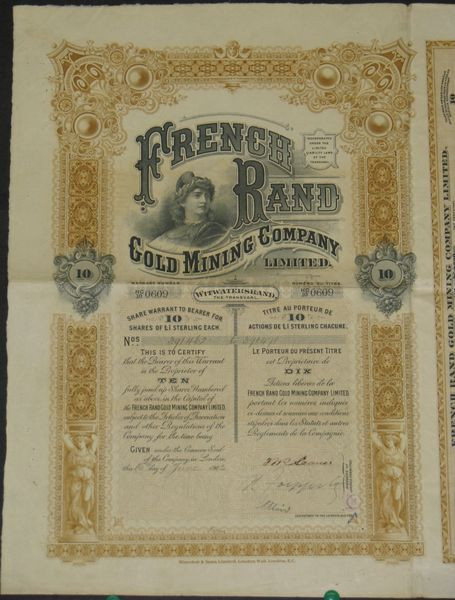 FRENCH
RAND
INCORPORATED
UNDER THE
LIMITED
LIABILITY LAWS
OF THE
TRANSVAAL
GOLD MINING COMPANY
LIMITED.
10
10
WARRANT NUMBER
NUMÉRO DU TITRE
0609
WITWATERSRAND,
THE TRANSVAAL
0609
SHARE WARRANT TO BEARER FOR
10
SHARES OF £1 STERLING EACH.
TITRE AU PORTEUR DE
10
ACTIONS DE £1 STERLING CHACUNE.
Nos
THIS IS TO CERTIFY
that the Bearer of this Warrant
is the Proprietor of
TEN
fully paid up Shares Numbered
as above, in the Capital of
the FRENCH RAND GOLD MINING COMPANY LIMITED,
subject to the Articles of Association
and other Regulations of the
Company for the time being
GIVEN under the Common Seal
of the Company, in London,
this day of June
LE PORTEUR DU PRÉSENT TITRE
est Propriétaire de
DIX
Actions libérées de la
FRENCH RAND GOLD MINING COMPANY LIMITED,
portant les numéros indiqués
ci-dessus et soumises aux conditions
stipulées dans les Statuts et autres
Règlements de la Compagnie.
London Wall, London, E.C.
10
FRENCH RAND GOLD MINING COMPANY LIMITED.